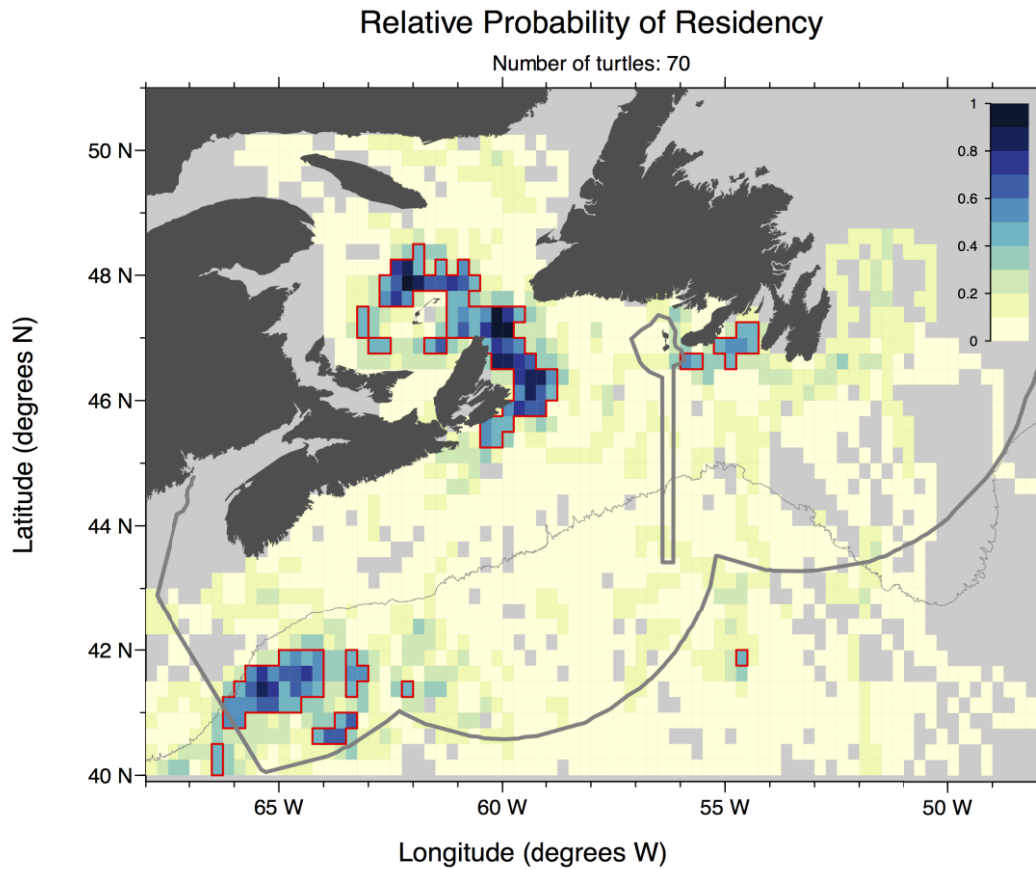 Relative Probability of Residency
Number of turtles: 70
1
0.8
0.6
0.4
0.2
0
50 N
48 N
46 N
44 N
42 N
40 N
Latitude (degrees N)
65 W
60 W
55 W
50 W
Longitude (degrees W)